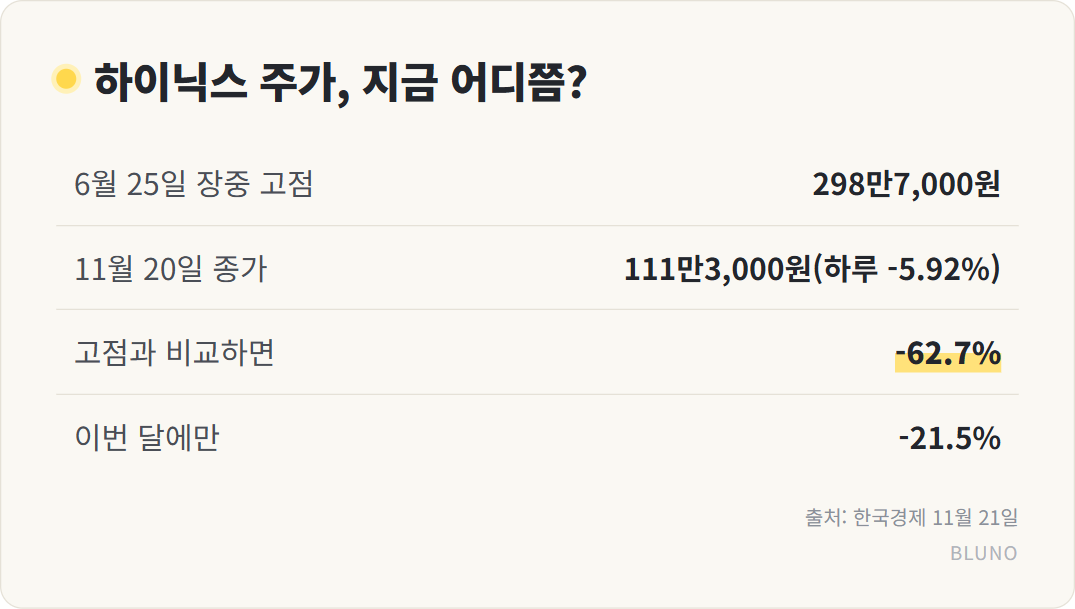 하이닉스 주가, 지금 어디쯤?
6월 25일 장중 고점 298만7,000원
11월 20일 종가 111만3,000원(하루 -5.92%)
고점과 비교하면 -62.7%
이번 달에만 -21.5%
출처: 한국경제 11월 21일
BLUNO